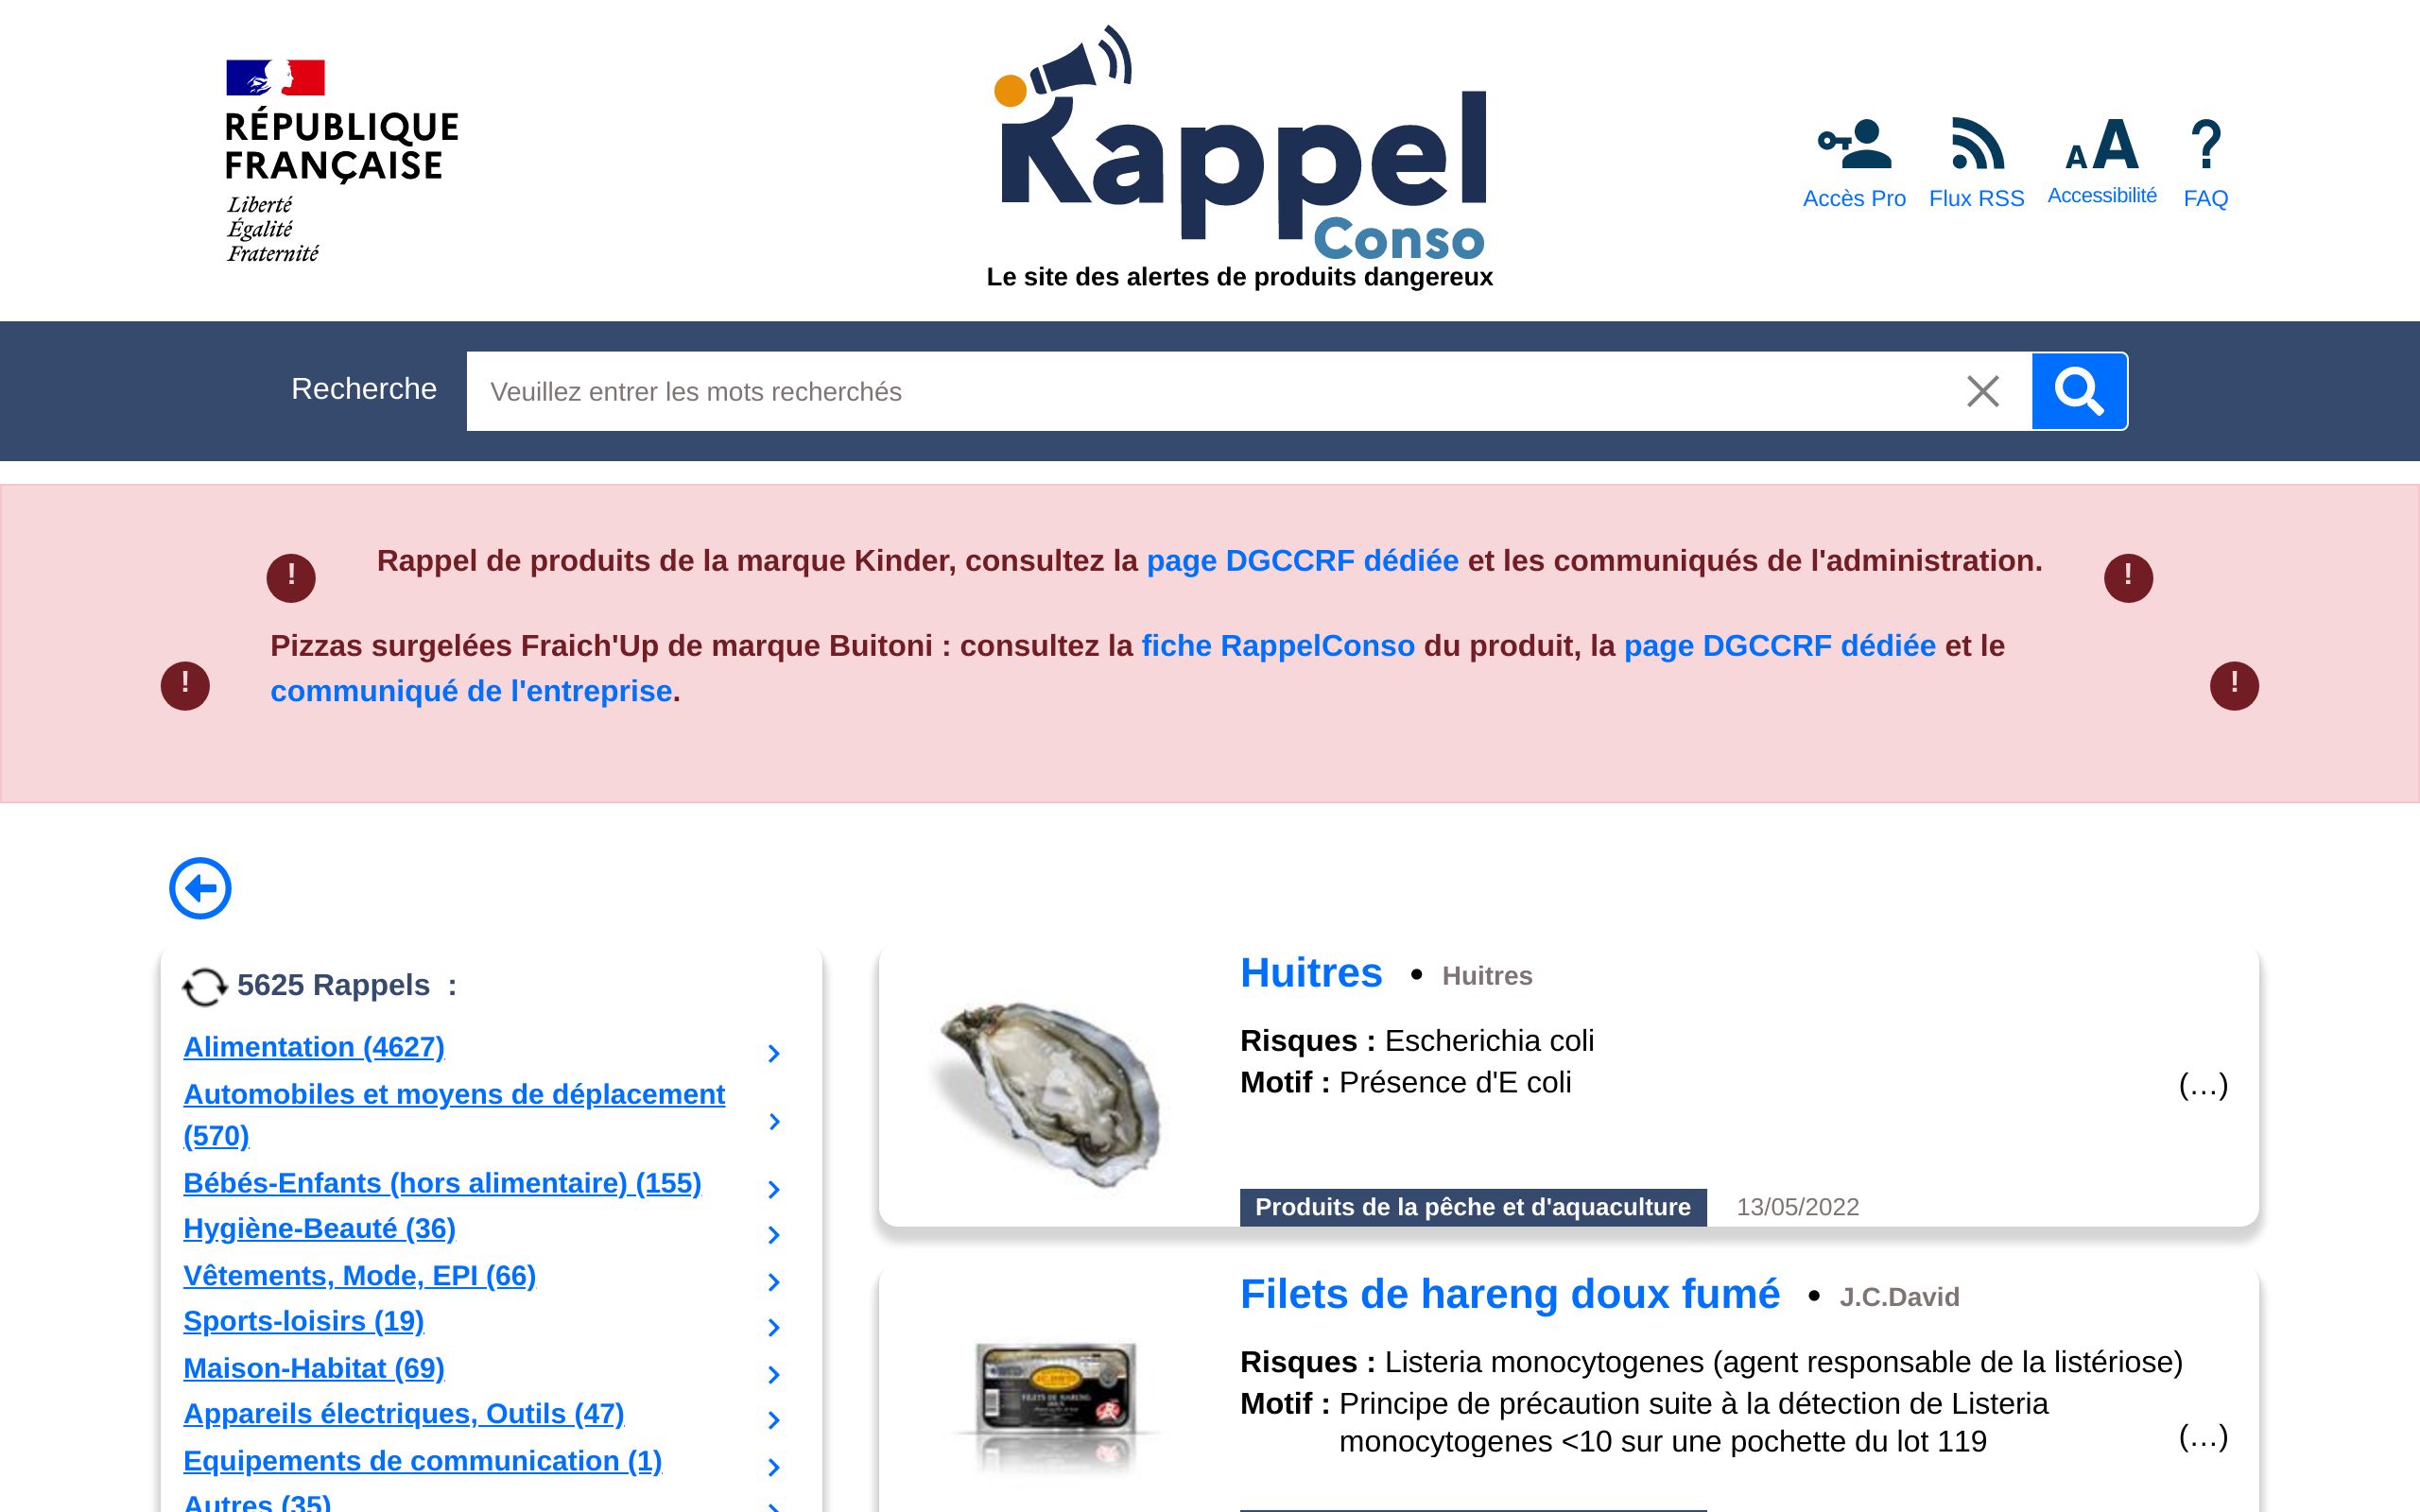 RÉPUBLIQUE
FRANÇAISE
Liberté
Égalité
Fraternité
Rappel
Conso
Le site des alertes de produits dangereux
Accès Pro
Flux RSS
AA
Accessibilité
?
FAQ
Recherche
Veuillez entrer les mots recherchés
! Rappel de produits de la marque Kinder, consultez la page DGCCRF dédiée et les communiqués de l'administration. !
! Pizzas surgelées Fraich'Up de marque Buitoni : consultez la fiche RappelConso du produit, la page DGCCRF dédiée et le
communiqué de l'entreprise. !
5625 Rappels :
Alimentation (4627)
Automobiles et moyens de déplacement
(570)
Bébés-Enfants (hors alimentaire) (155)
Hygiène-Beauté (36)
Vêtements, Mode, EPI (66)
Sports-loisirs (19)
Maison-Habitat (69)
Appareils électriques, Outils (47)
Equipements de communication (1)
Autres (35)
Huitres • Huitres
Risques : Escherichia coli
Motif : Présence d'E coli
(…)
Produits de la pêche et d'aquaculture 13/05/2022
Filets de hareng doux fumé • J.C.David
FILETS DE HARENG
Risques : Listeria monocytogenes (agent responsable de la listériose)
Motif : Principe de précaution suite à la détection de Listeria
monocytogenes <10 sur une pochette du lot 119
(…)